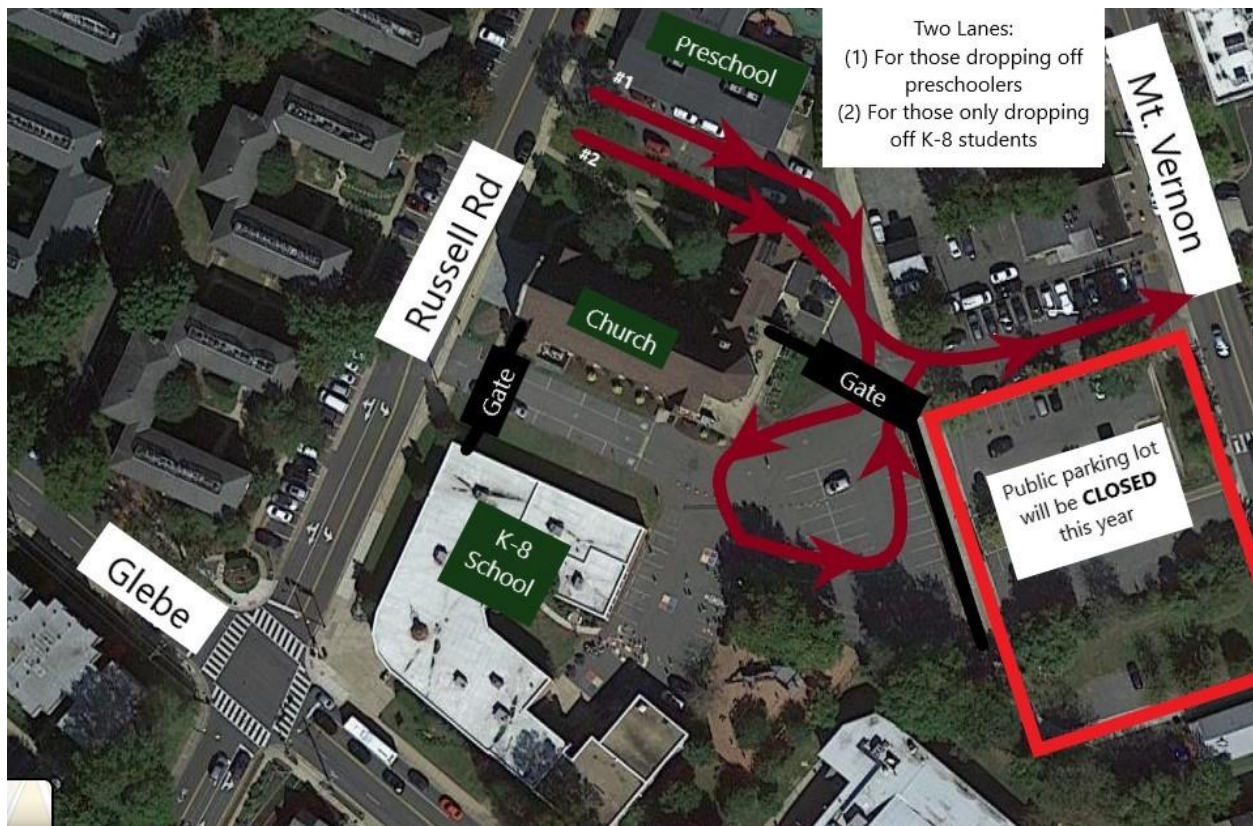 Two Lanes:
(1) For those dropping off
preschoolers
(2) For those only dropping
off K-8 students
Preschool
#1
#2
Mt. Vernon
Russell Rd
Church
Gate
Gate
Public parking lot
will be CLOSED
this year
K-8
School
Glebe